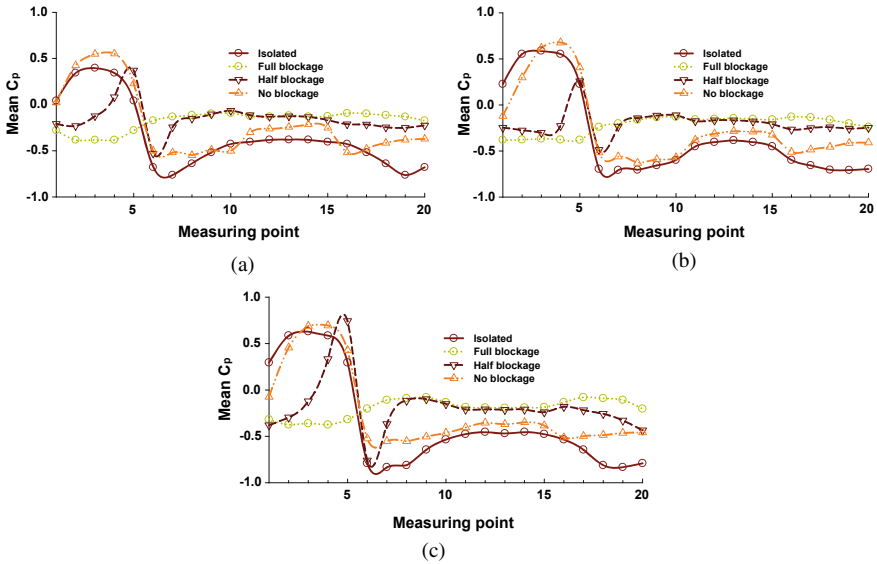 1.0
0.5
0.0
-0.5
-1.0
Mean Cp
Isolated
Full blockage
Half blockage
No blockage
5
10
15
20
Measuring point
(a)
1.0
0.5
0.0
-0.5
-1.0
Mean Cp
Isolated
Full blockage
Half blockage
No blockage
5
10
15
20
Measuring point
(b)
1.0
0.5
0.0
-0.5
-1.0
Mean Cp
Isolated
Full blockage
Half blockage
No blockage
5
10
15
20
Measuring point
(c)